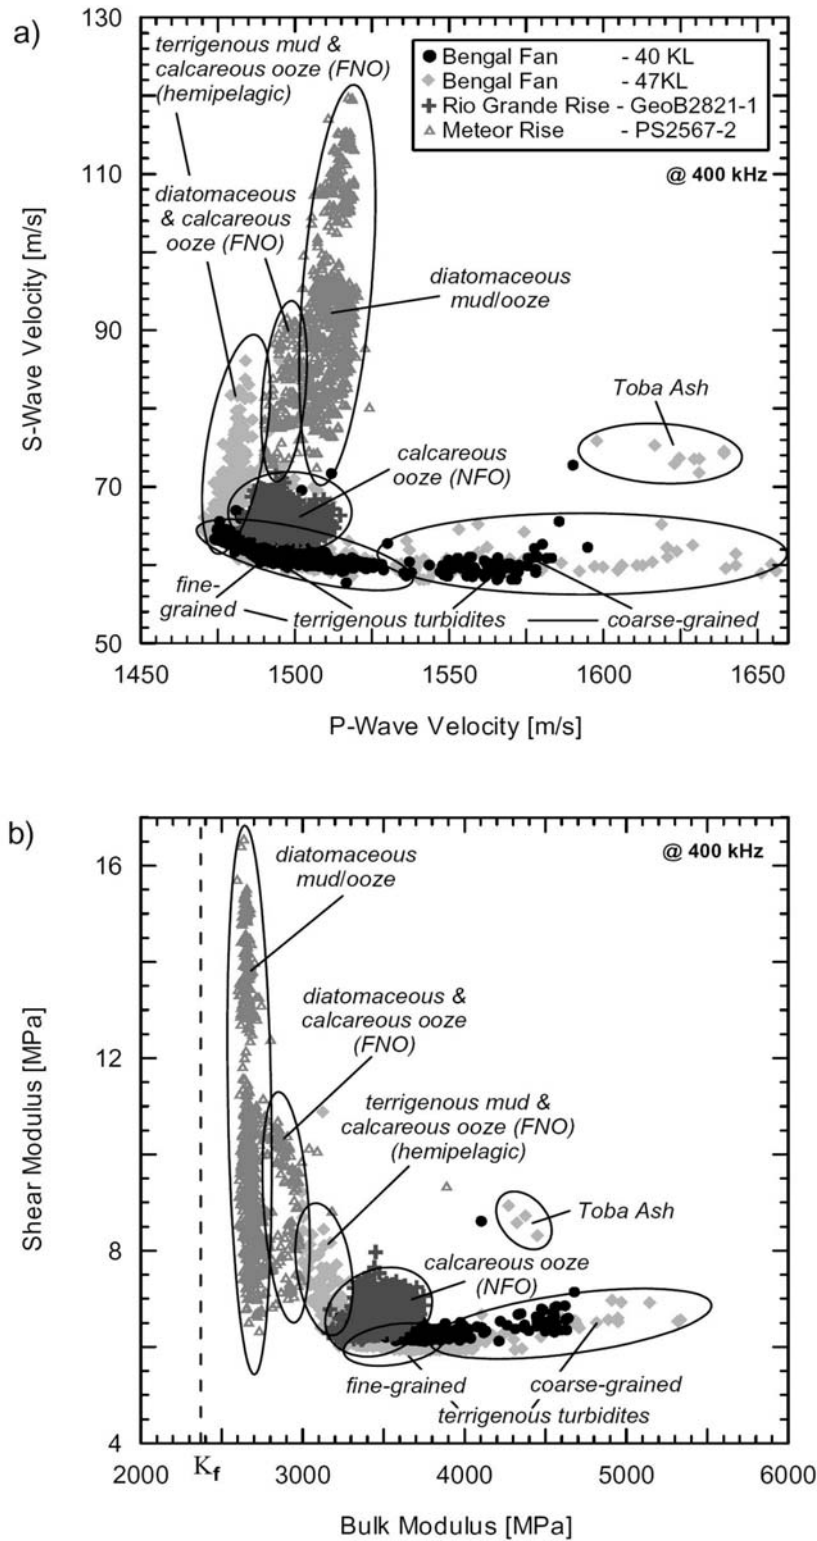 a)
130
110
90
70
50
S-Wave Velocity [m/s]
terrigenous mud &
calcareous ooze (FNO)
(hemipelagic)
Bengal Fan - 40 KL
Bengal Fan - 47KL
Rio Grande Rise - GeoB2821-1
Meteor Rise - PS2567-2
@ 400 kHz
diatomaceous
& calcareous
ooze (FNO)
diatomaceous
mud/ooze
Toba Ash
calcareous
ooze (NFO)
fine-
grained
terrigenous turbidites
coarse-grained
1450 1500 1550 1600 1650
P-Wave Velocity [m/s]
b)
16
12
8
4
Shear Modulus [MPa]
@ 400 kHz
diatomaceous
mud/ooze
diatomaceous &
calcareous ooze
(FNO)
terrigenous mud &
calcareous ooze (FNO)
(hemipelagic)
Toba Ash
calcareous ooze
(NFO)
fine-grained coarse-grained
terrigenous turbidites
2000 Kf 3000 4000 5000 6000
Bulk Modulus [MPa]